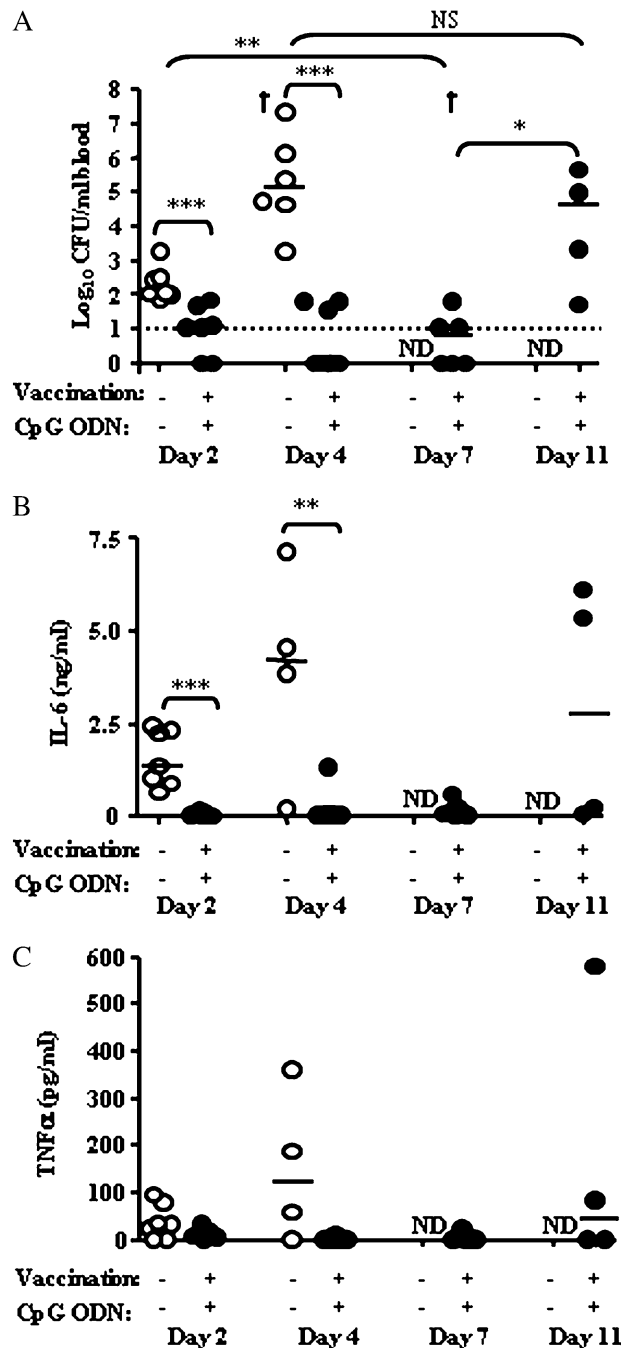 A
NS
**
***
†
†
*
***
Log10 CFU/ml blood
8
7
6
5
4
3
2
1
0
ND
ND
Vaccination: - + - + - + - +
CpG ODN: - + - + - + - +
Day 2 Day 4 Day 7 Day 11
B
**
***
IL-6 (ng/ml)
7.5
5.0
2.5
0
ND
ND
Vaccination: - + - + - + - +
CpG ODN: - + - + - + - +
Day 2 Day 4 Day 7 Day 11
C
TNFα (pg/ml)
600
500
400
300
200
100
0
ND
ND
Vaccination: - + - + - + - +
CpG ODN: - + - + - + - +
Day 2 Day 4 Day 7 Day 11